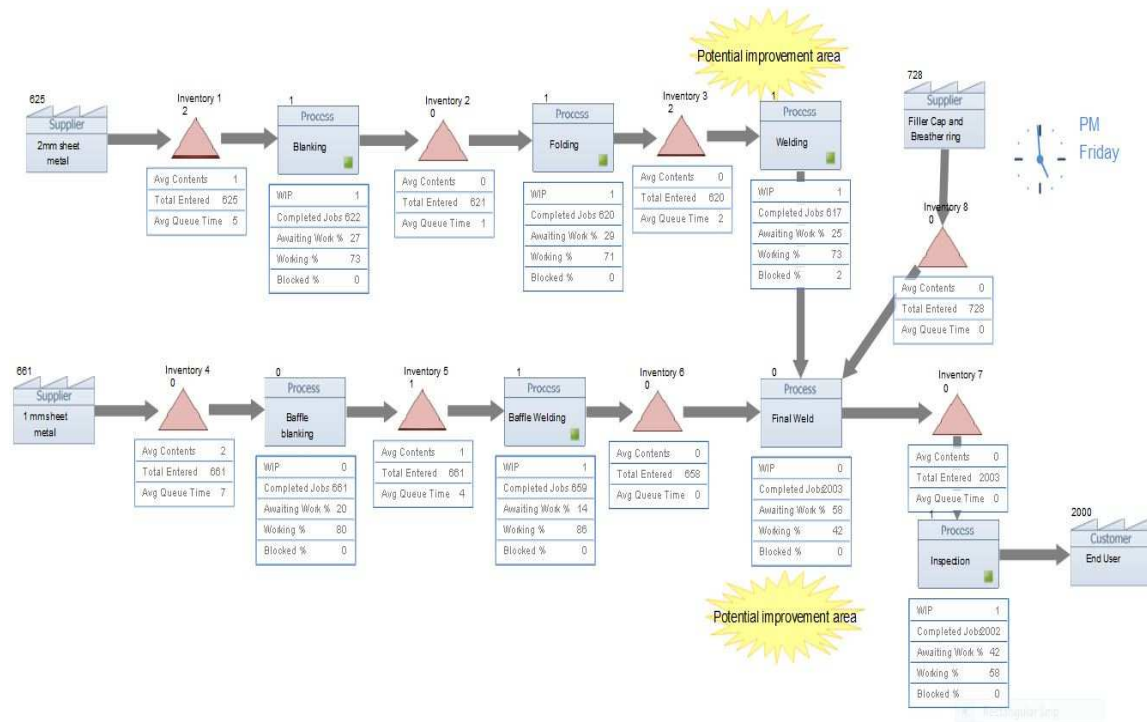 Potential improvement area
625
Supplier
2mm sheet
metal
Inventory 1
2
Avg Contents 1
Total Entered 625
Avg Queue Time 5
1
Process
Blanking
WIP 1
Completed Jobs 622
Awaiting Work % 27
Working % 73
Blocked % 0
Inventory 2
0
Avg Contents 0
Total Entered 621
Avg Queue Time 1
1
Process
Folding
WIP 1
Completed Jobs 620
Awaiting Work % 29
Working % 71
Blocked % 0
Inventory 3
2
Avg Contents 0
Total Entered 620
Avg Queue Time 2
1
Process
Welding
WIP 1
Completed Jobs 617
Awaiting Work % 25
Working % 73
Blocked % 2
728
Supplier
Filler Cap and
Breather ring
PM
Friday
Inventory 8
0
Avg Contents 0
Total Entered 728
Avg Queue Time 0
661
Supplier
1 mm sheet
metal
Inventory 4
0
Avg Contents 2
Total Entered 661
Avg Queue Time 7
0
Process
Baffle
blanking
WIP 0
Completed Jobs 661
Awaiting Work % 20
Working % 80
Blocked % 0
Inventory 5
1
Avg Contents 1
Total Entered 661
Avg Queue Time 4
1
Process
Baffle Welding
WIP 1
Completed Jobs 659
Awaiting Work % 14
Working % 86
Blocked % 0
Inventory 6
0
Avg Contents 0
Total Entered 658
Avg Queue Time 0
0
Process
Final Weld
WIP 0
Completed Jobs 2003
Awaiting Work % 58
Working % 42
Blocked % 0
Inventory 7
0
Avg Contents 0
Total Entered 2003
Avg Queue Time 0
1
Process
Inspection
WIP 1
Completed Jobs 2002
Awaiting Work % 42
Working % 58
Blocked % 0
2000
Customer
End User
Potential improvement area